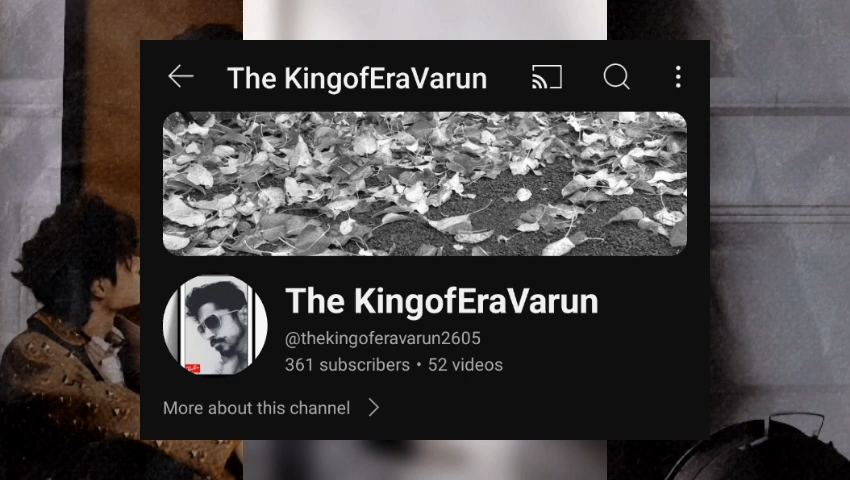 The KingofEraVarun
The KingofEraVarun
@thekingoferavarun2605
361 subscribers • 52 videos
More about this channel